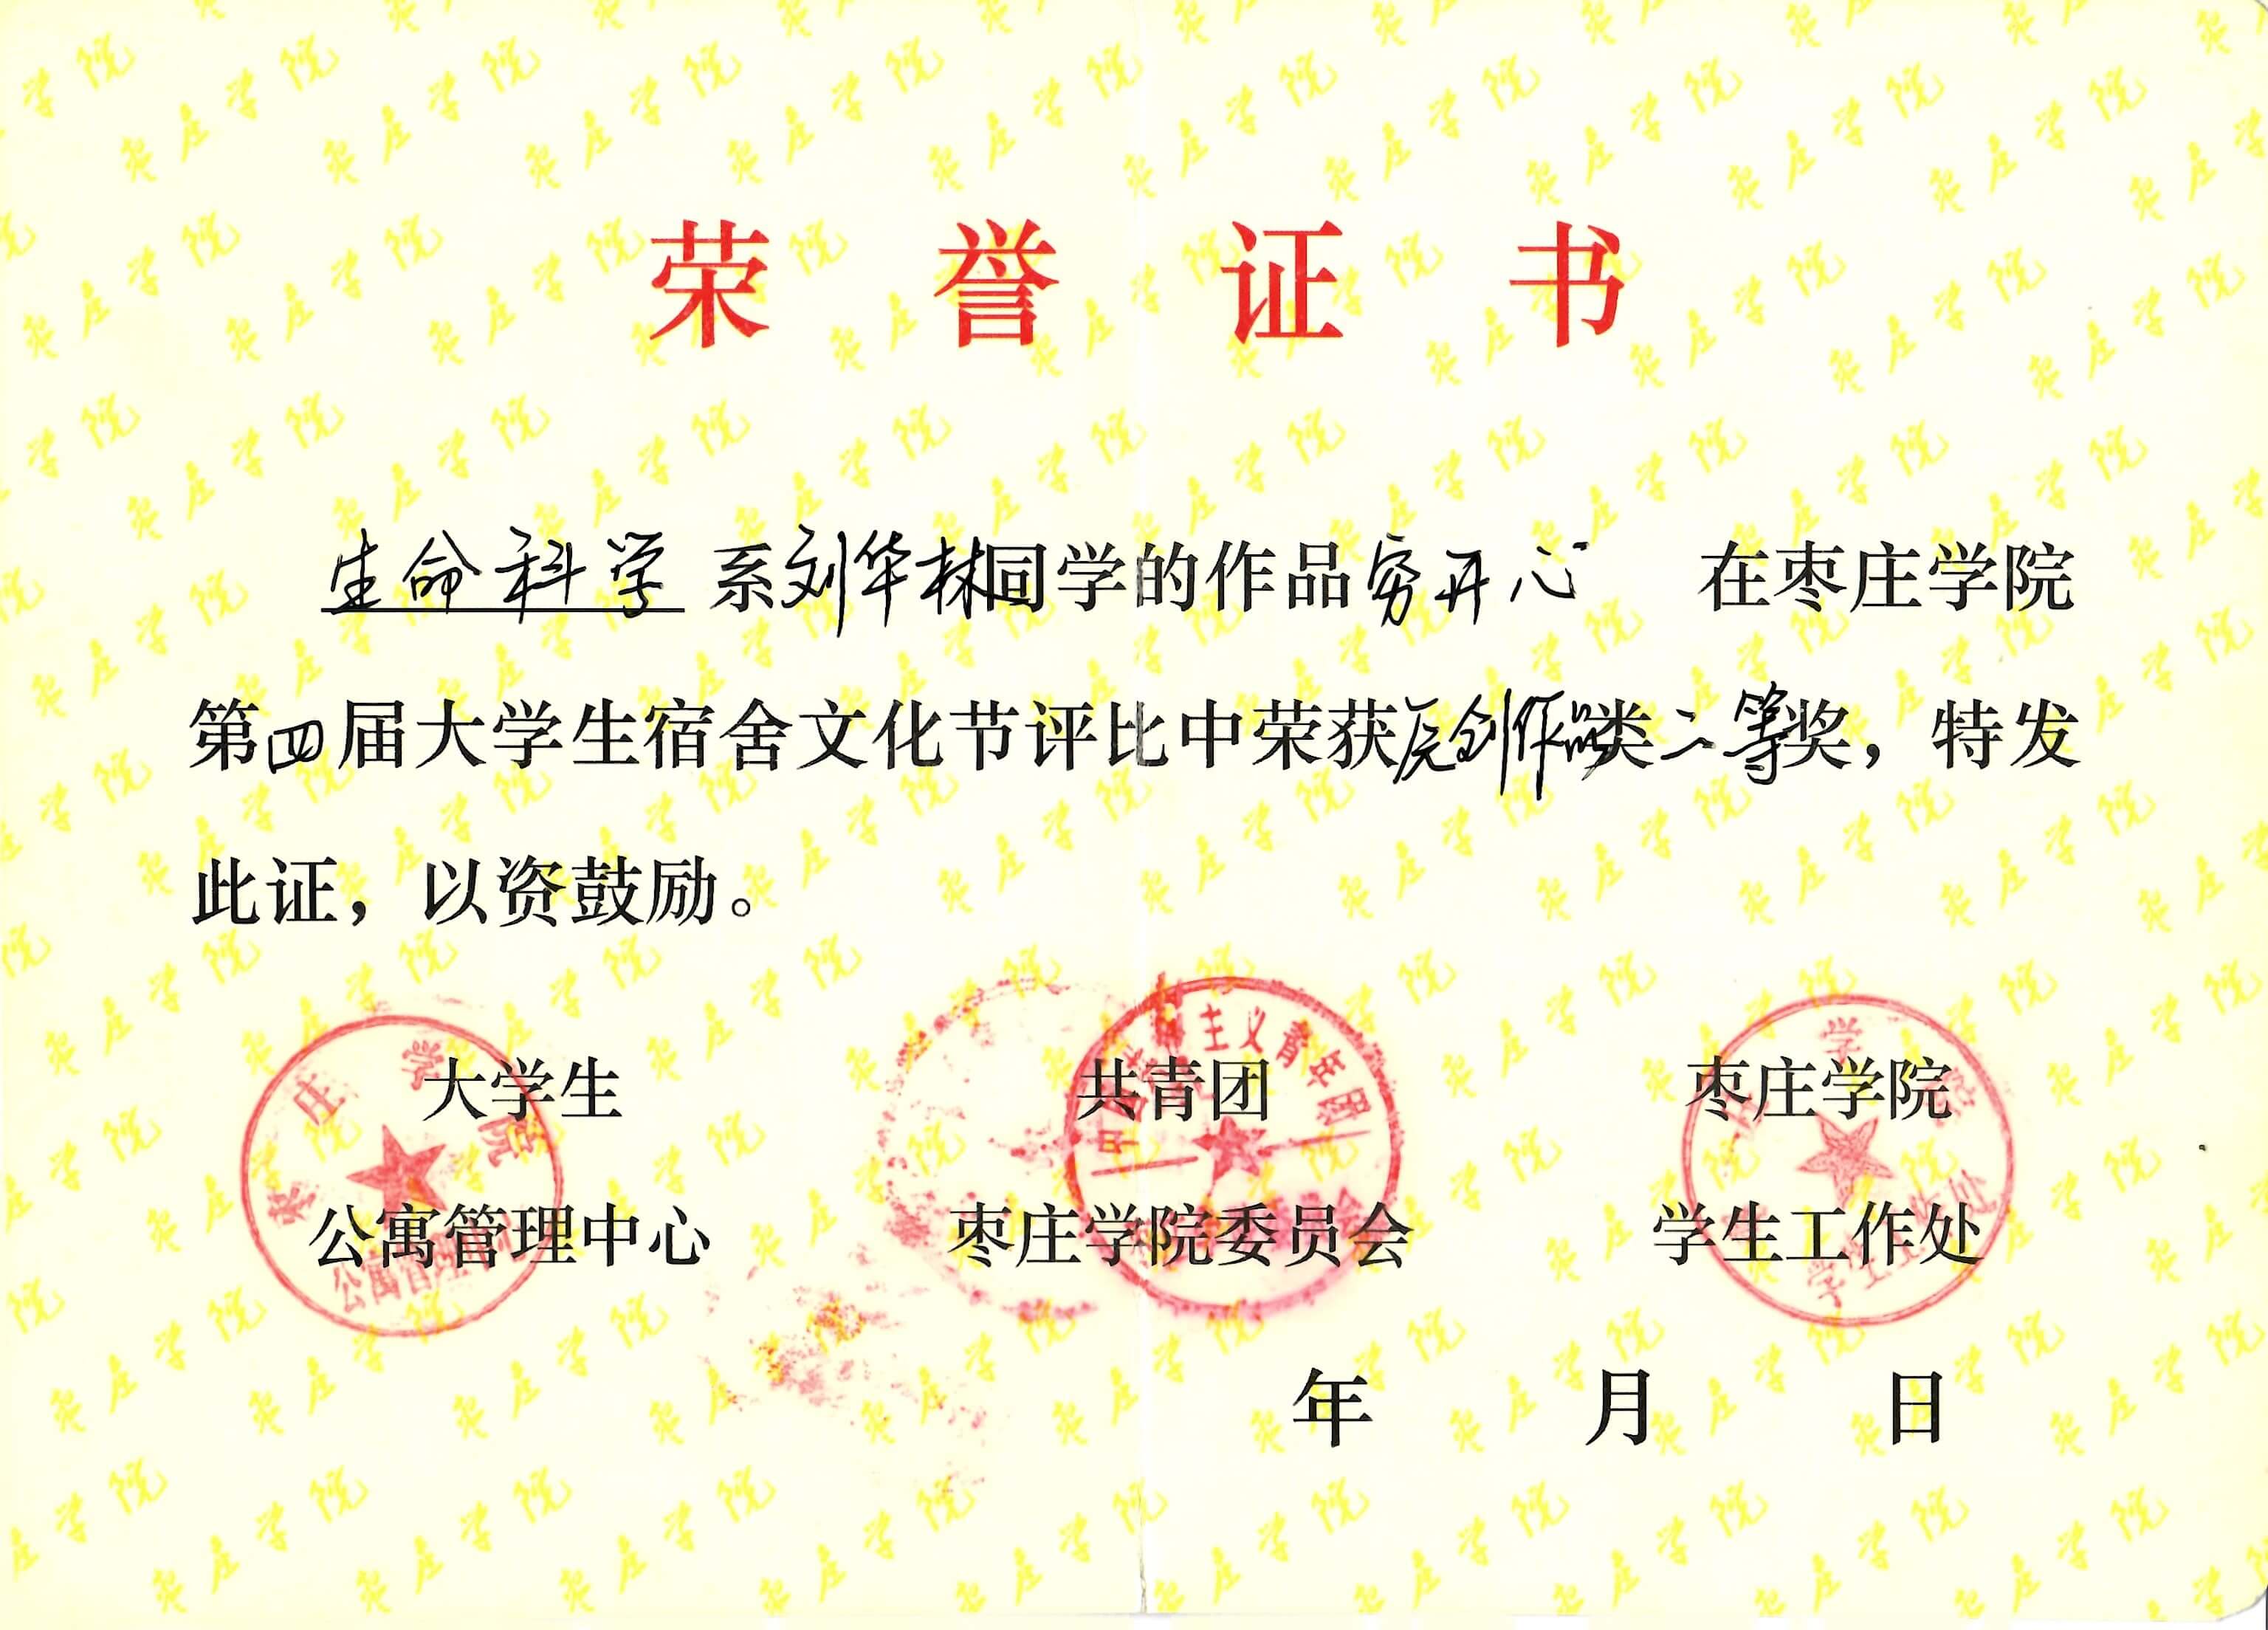 荣誉证书
生命科学系刘华林同学的作品穷开心 在枣庄学院
第四届大学生宿舍文化节评比中荣获原创作品类二等奖，特发
此证，以资鼓励。
大学生 共青团 枣庄学院
公寓管理中心 枣庄学院委员会 学生工作处
年 月 日